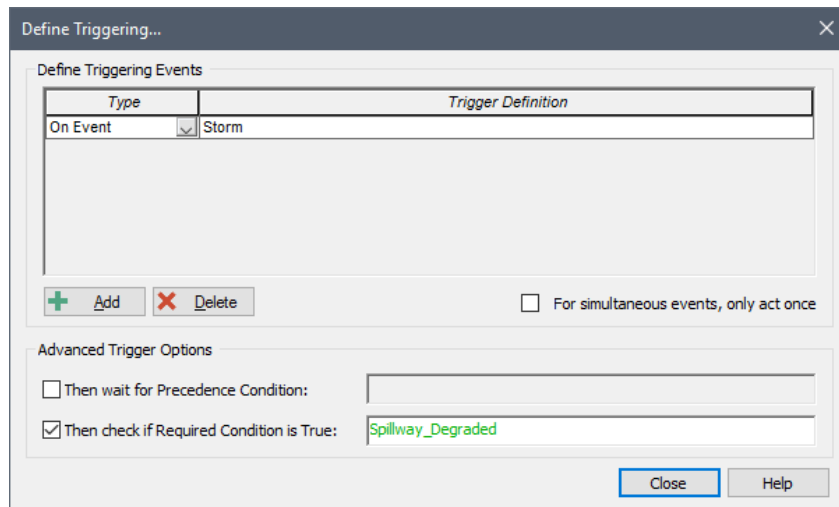 Define Triggering...
Define Triggering Events
Type Trigger Definition
On Event Storm
Add Delete For simultaneous events, only act once
Advanced Trigger Options
Then wait for Precedence Condition:
Then check if Required Condition is True: Spillway_Degraded
Close Help